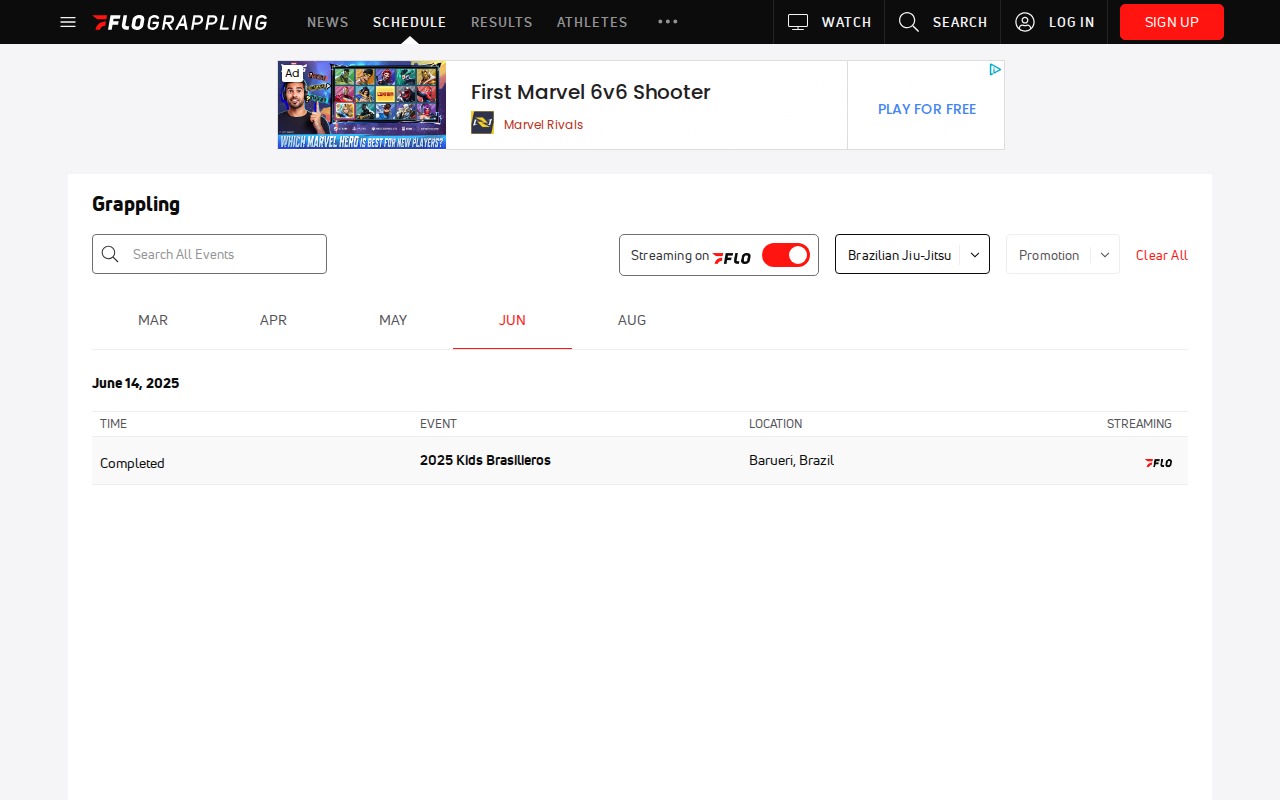 FLOGRAPPLING
NEWS
SCHEDULE
RESULTS
ATHLETES
WATCH
SEARCH
LOG IN
SIGN UP
Ad
WHICH MARVEL HERO IS BEST FOR NEW PLAYERS?
First Marvel 6v6 Shooter
Marvel Rivals
PLAY FOR FREE
Grappling
Search All Events
Streaming on FLO
Brazilian Jiu-Jitsu
Promotion
Clear All
MAR
APR
MAY
JUN
AUG
June 14, 2025
TIME
EVENT
LOCATION
STREAMING
Completed
2025 Kids Brasilieros
Barueri, Brazil
FLO